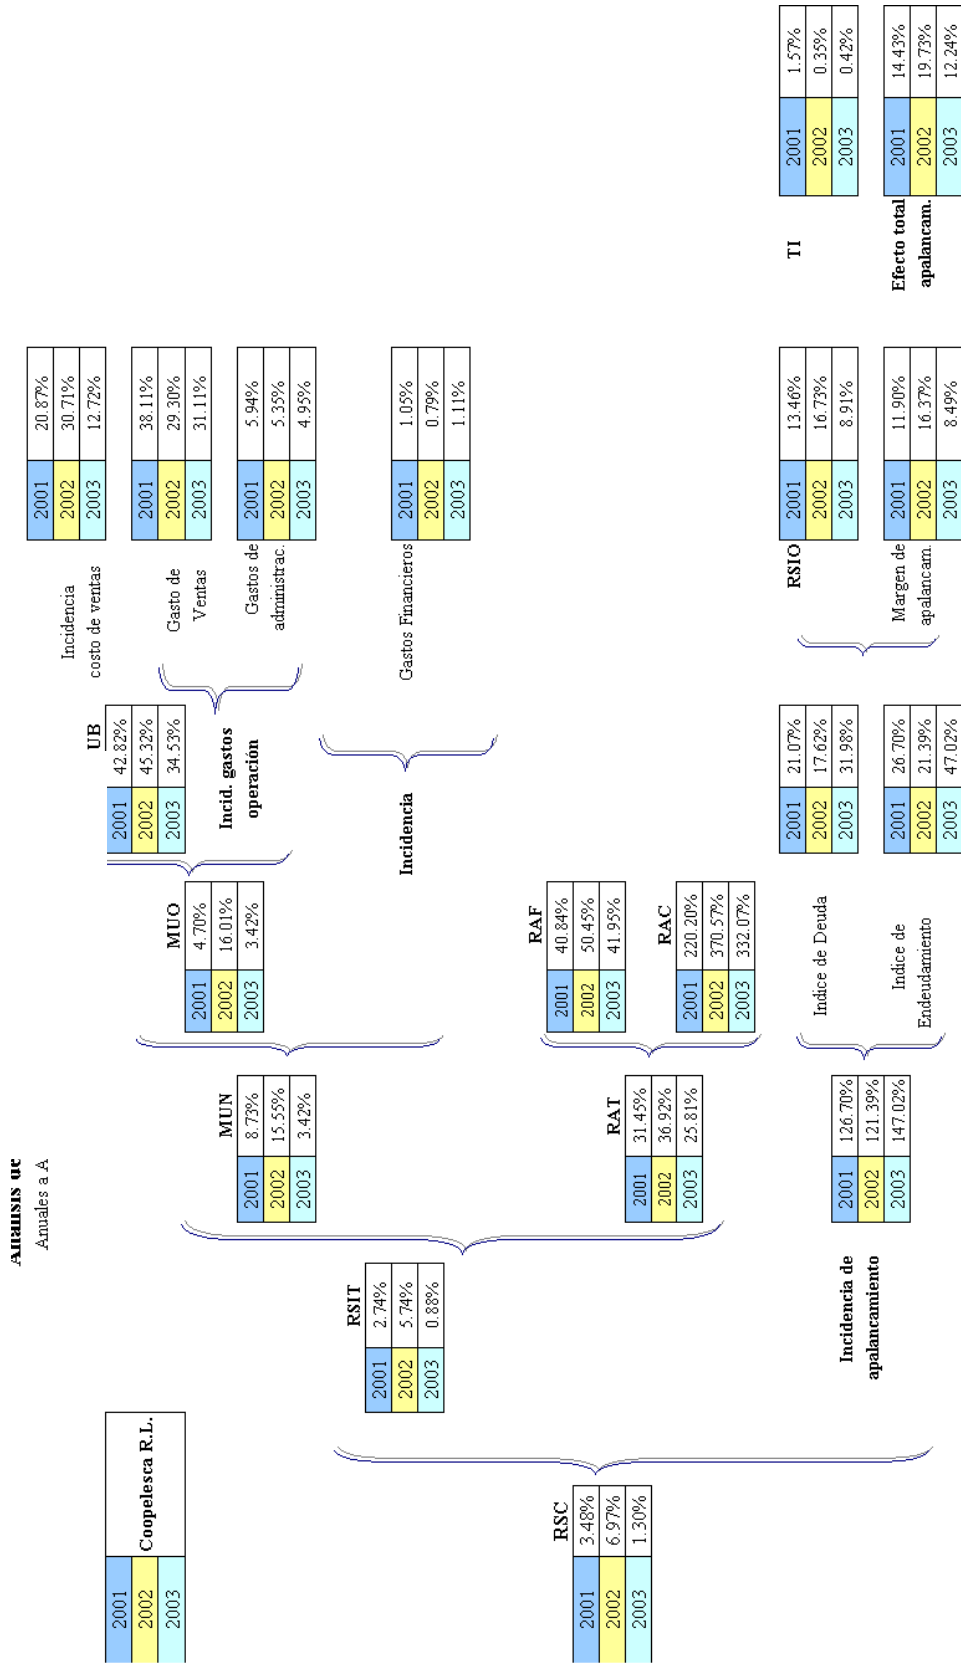 Analisis de
Anuales a A
2001
2002
2003
Coopelesca R.L.
RSC
2001 3.48%
2002 6.97%
2003 1.30%
RSIT
2001 2.74%
2002 5.74%
2003 0.88%
Incidencia de
apalancamiento
MUN
2001 8.73%
2002 15.55%
2003 3.42%
RAT
2001 31.45%
2002 36.92%
2003 25.81%
2001 126.70%
2002 121.39%
2003 147.02%
MUO
2001 4.70%
2002 16.01%
2003 3.42%
RAF
2001 40.84%
2002 50.45%
2003 41.95%
RAC
2001 220.20%
2002 370.57%
2003 332.07%
Indice de Deuda
Indice de
Endeudamiento
UB
2001 42.82%
2002 45.32%
2003 34.53%
Incid. gastos
operación
Incidencia
2001 21.07%
2002 17.62%
2003 31.98%
2001 26.70%
2002 21.39%
2003 47.02%
Incidencia
costo de ventas
2001 20.87%
2002 30.71%
2003 12.72%
Gasto de
Ventas
2001 38.11%
2002 29.30%
2003 31.11%
Gastos de
administrac.
2001 5.94%
2002 5.35%
2003 4.95%
Gastos Financieros
2001 1.05%
2002 0.79%
2003 1.11%
RSIO
2001 13.46%
2002 16.73%
2003 8.91%
Margen de
apalancam.
2001 11.90%
2002 16.37%
2003 8.49%
TI
2001 1.57%
2002 0.35%
2003 0.42%
Efecto total
apalancam.
2001 14.43%
2002 19.73%
2003 12.24%